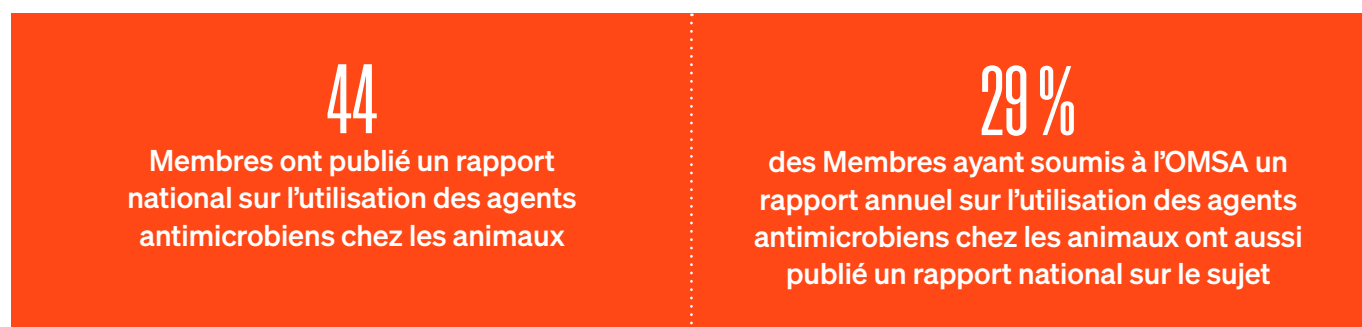 44
Membres ont publié un rapport
national sur l’utilisation des agents
antimicrobiens chez les animaux
29 %
des Membres ayant soumis à l’OMSA un
rapport annuel sur l’utilisation des agents
antimicrobiens chez les animaux ont aussi
publié un rapport national sur le sujet